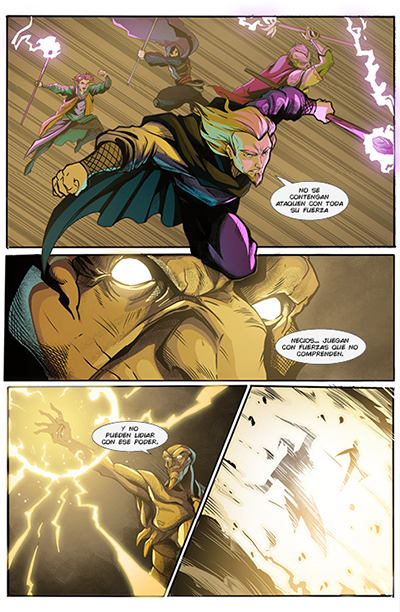 NO SE
CONTENGAN
ATAQUEN CON TODA
SU FUERZA
NECIOS... JUEGAN
CON FUERZAS QUE NO
COMPRENDEN.
Y NO
PUEDEN LIDIAR
CON ESE PODER.